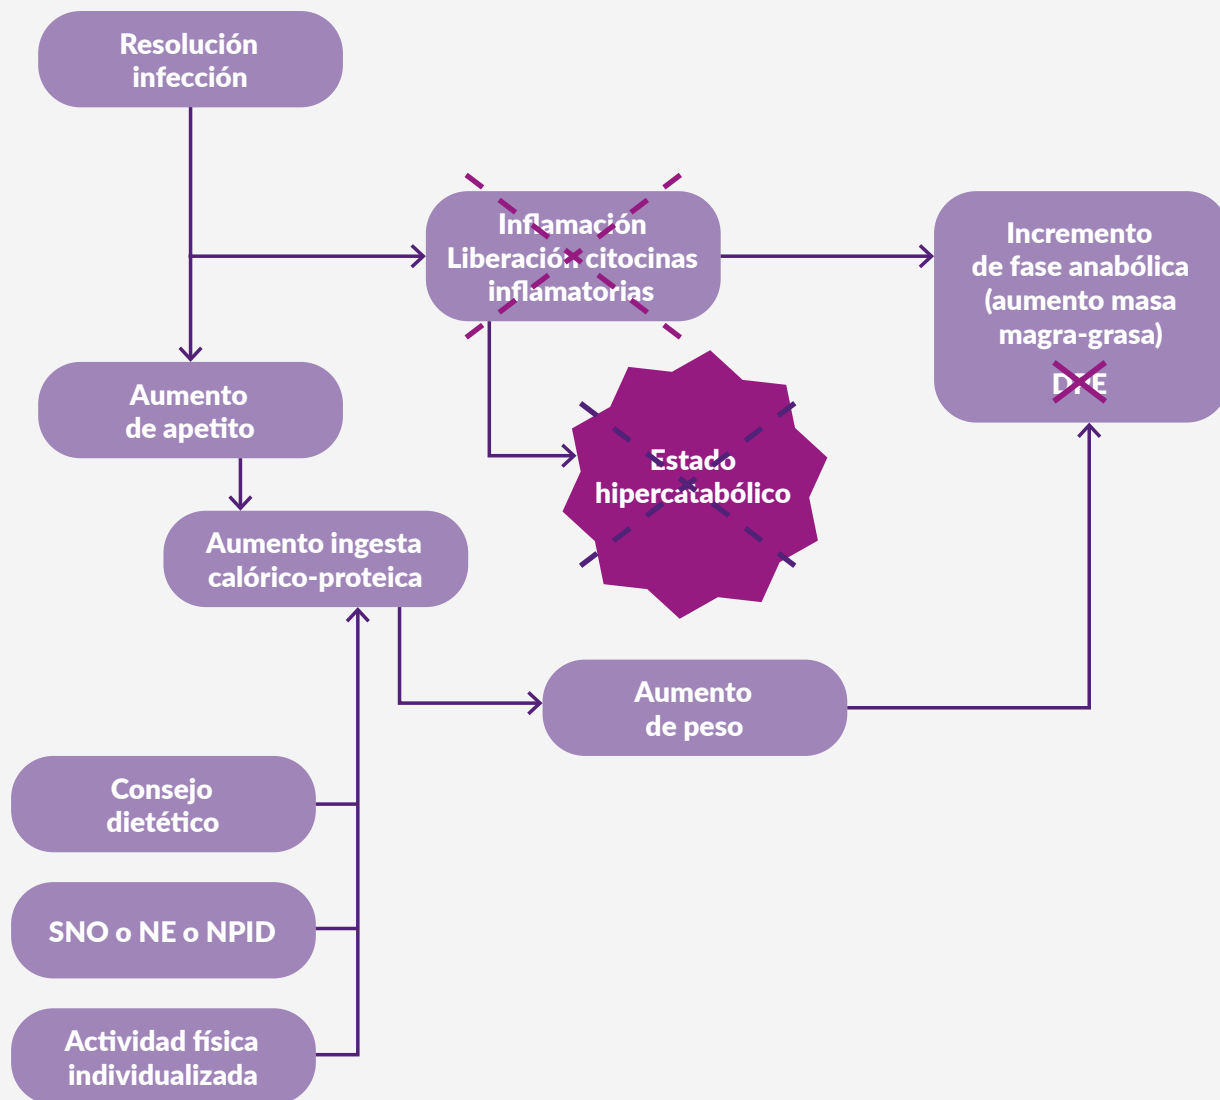 Resolución
infección
Inflamación
Liberación citocinas
inflamatorias
Incremento
de fase anabólica
(aumento masa
magra-grasa)
DPE
Aumento
de apetito
Estado
hipercatabólico
Aumento ingesta
calórico-proteica
Aumento
de peso
Consejo
dietético
SNO o NE o NPID
Actividad física
individualizada